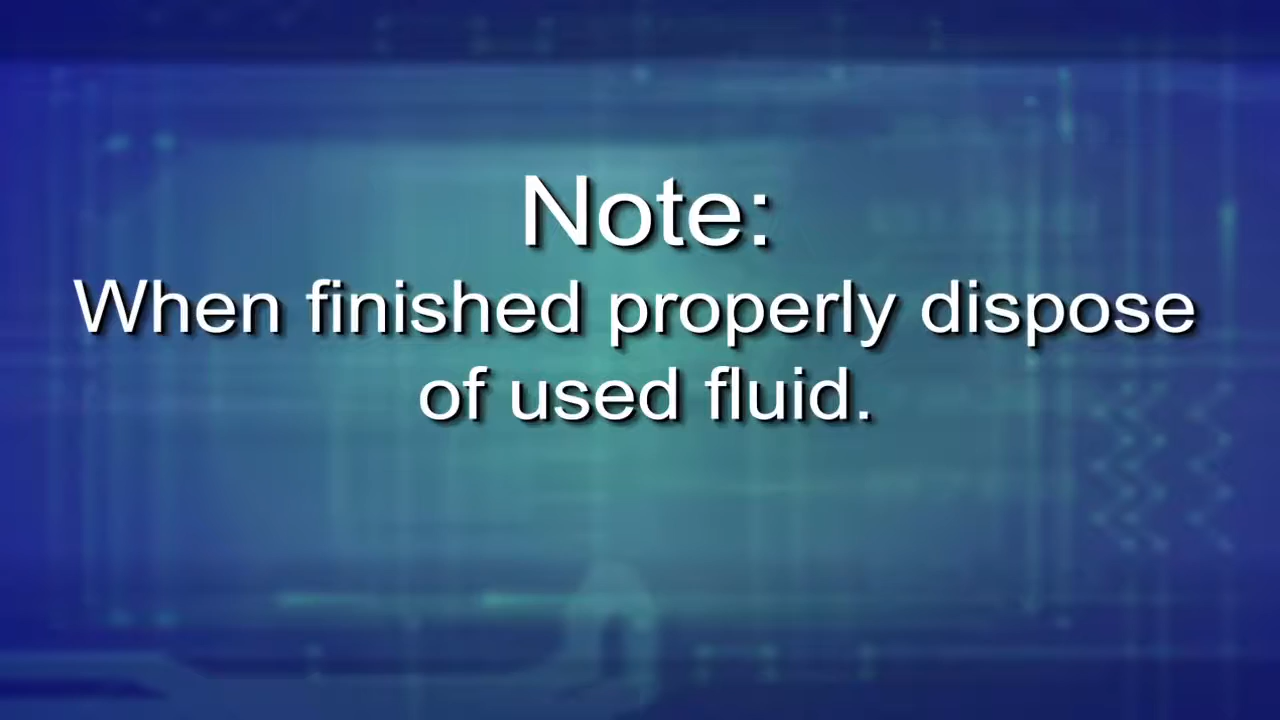 Note:
When finished properly dispose
of used fluid.